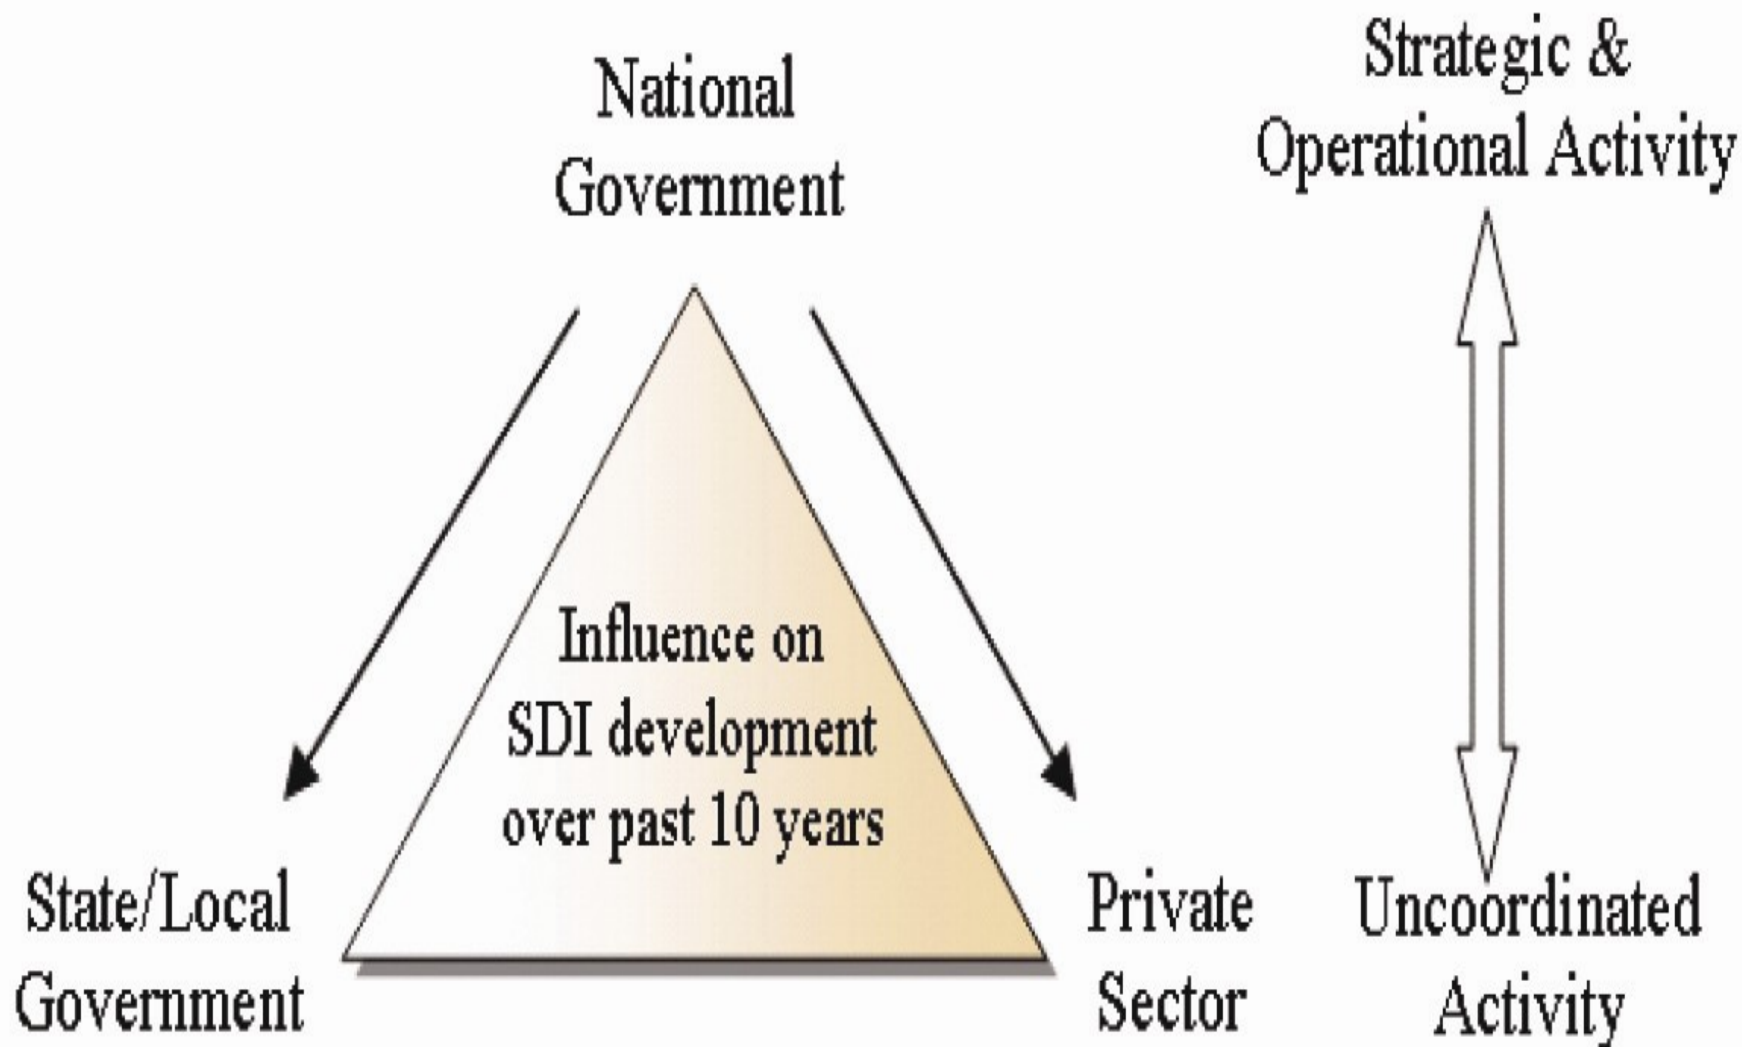 National
Government
Strategic &
Operational Activity
Influence on
SDI development
over past 10 years
State/Local
Government
Private
Sector
Uncoordinated
Activity